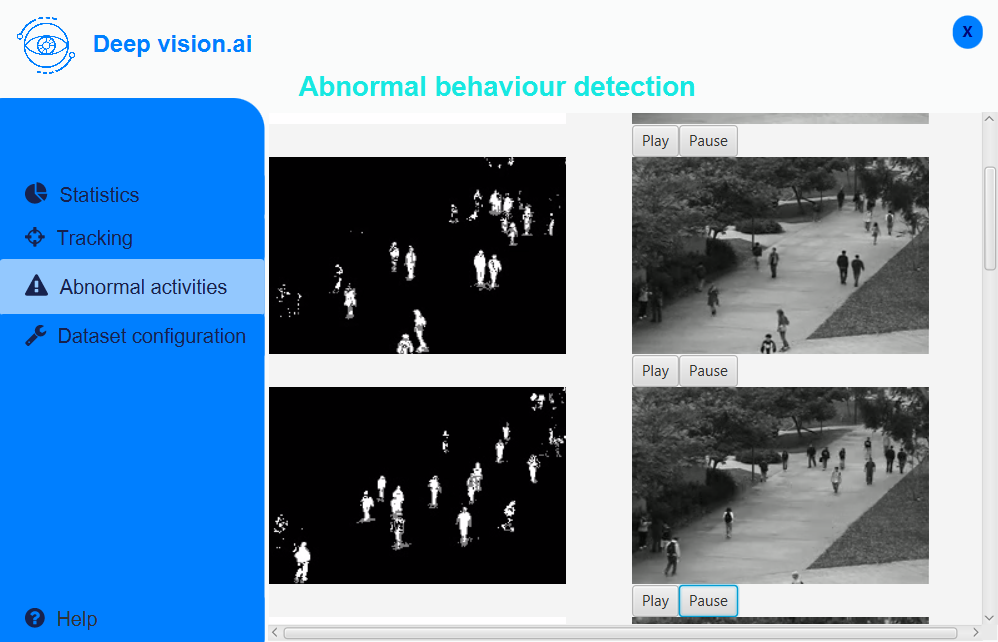 Deep vision.ai
X
Abnormal behaviour detection
Statistics
Tracking
Abnormal activities
Dataset configuration
Help
Play Pause
Play Pause
Play Pause